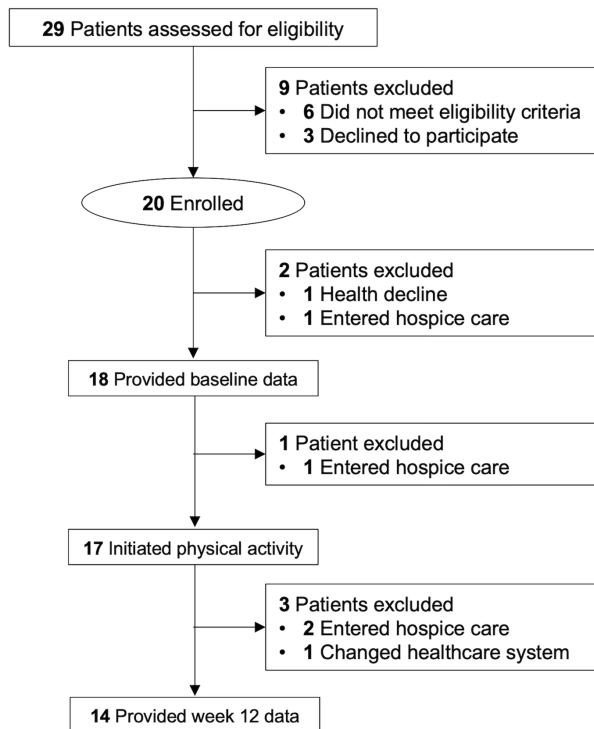 29 Patients assessed for eligibility
9 Patients excluded
• 6 Did not meet eligibility criteria
• 3 Declined to participate
20 Enrolled
2 Patients excluded
• 1 Health decline
• 1 Entered hospice care
18 Provided baseline data
1 Patient excluded
• 1 Entered hospice care
17 Initiated physical activity
3 Patients excluded
• 2 Entered hospice care
• 1 Changed healthcare system
14 Provided week 12 data